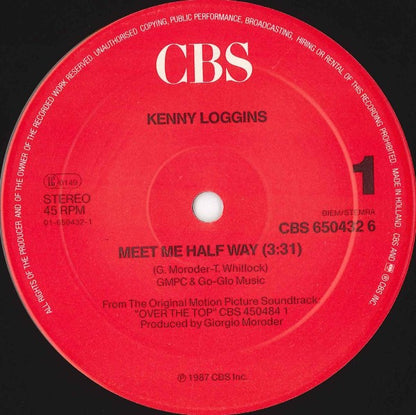 ALL RIGHTS OF THE PRODUCER AND OF THE OWNER OF THE RECORDED WORK RESERVED. UNAUTHORISED COPYING, PUBLIC PERFORMANCE, BROADCASTING, HIRING OR RENTAL OF THIS RECORDING PROHIBITED. MADE IN HOLLAND. CBS AND ARE ® CBS INC.
CBS
KENNY LOGGINS
0149
1
STEREO
45 RPM
BIEM/STEMRA
01-650437-1
CBS 650432 6
MEET ME HALF WAY (3:31)
(G. Moroder-T. Whitlock)
GMPC & Go-Glo Music
From The Original Motion Picture Soundtrack
"OVER THE TOP" CBS 450484 1
Produced by Giorgio Moroder
℗ 1987 CBS Inc.